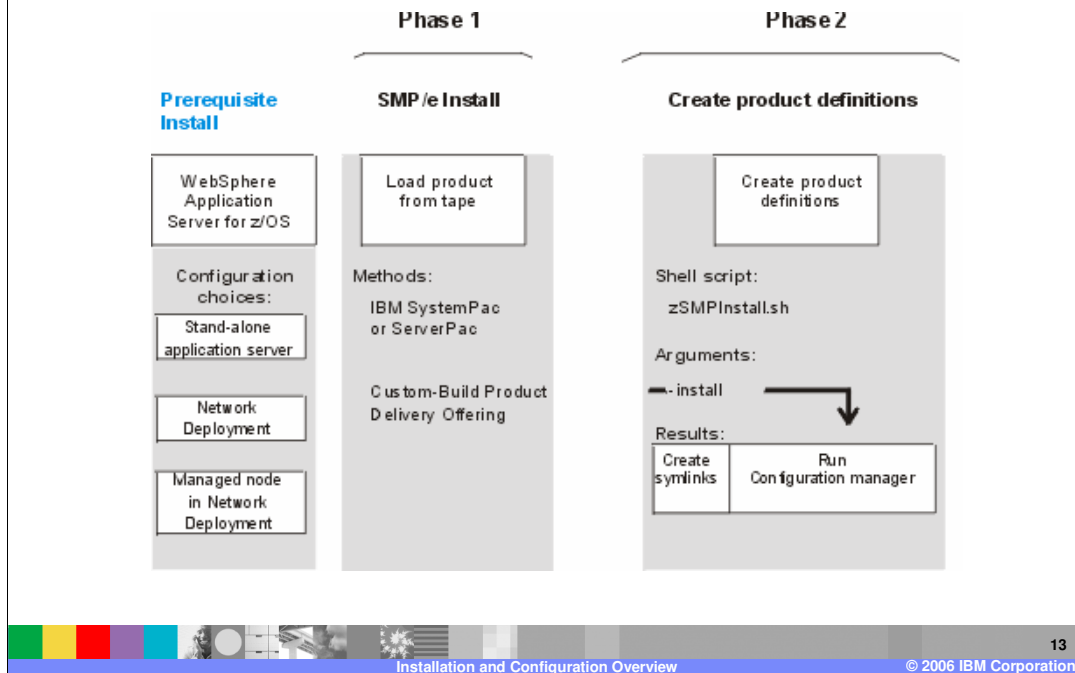 Phase 1
Phase 2
Prerequisite
Install
SMP/e Install
Create product definitions
WebSphere
Application
Server for z/OS
Configuration
choices:
Stand-alone
application server
Network
Deployment
Managed node
in Network
Deployment
Load product
from tape
Methods:
IBM SystemPac
or ServerPac
Custom-Build Product
Delivery Offering
Create product
definitions
Shell script:
zSMPInstall.sh
Arguments:
-install
Results:
Create
symlinks
Run
Configuration manager
13
Installation and Configuration Overview
© 2006 IBM Corporation